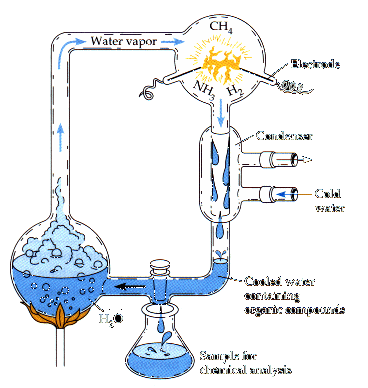 CH4
Water vapor
Electrode
NH3 H2
Condenser
Cold
water
Cooled water
containing
organic compounds
H2O
Sample for
chemical analysis